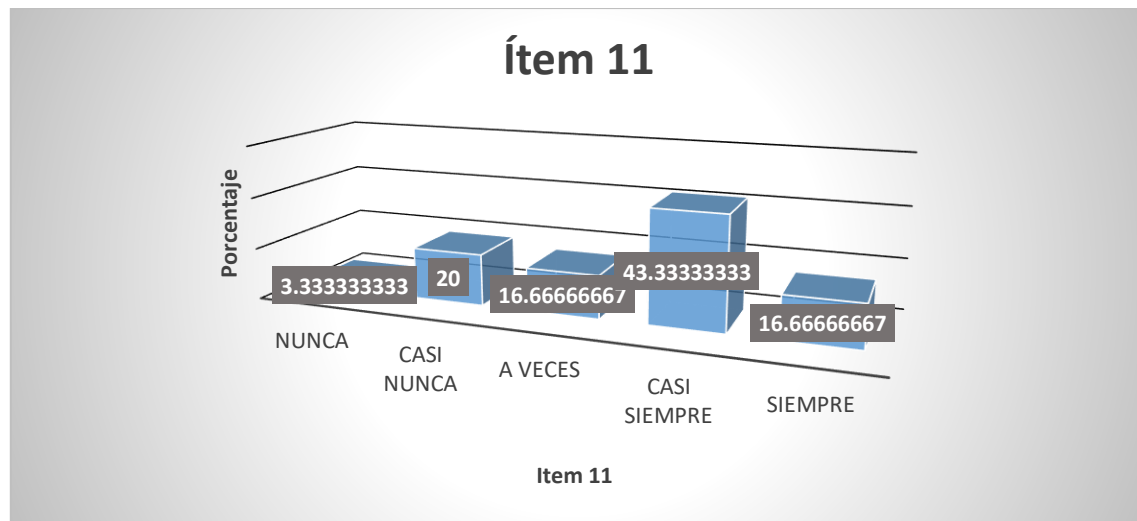 Ítem 11
Porcentaje
3.333333333
20
16.66666667
43.33333333
16.66666667
NUNCA
CASI
NUNCA
A VECES
CASI
SIEMPRE
SIEMPRE
Item 11